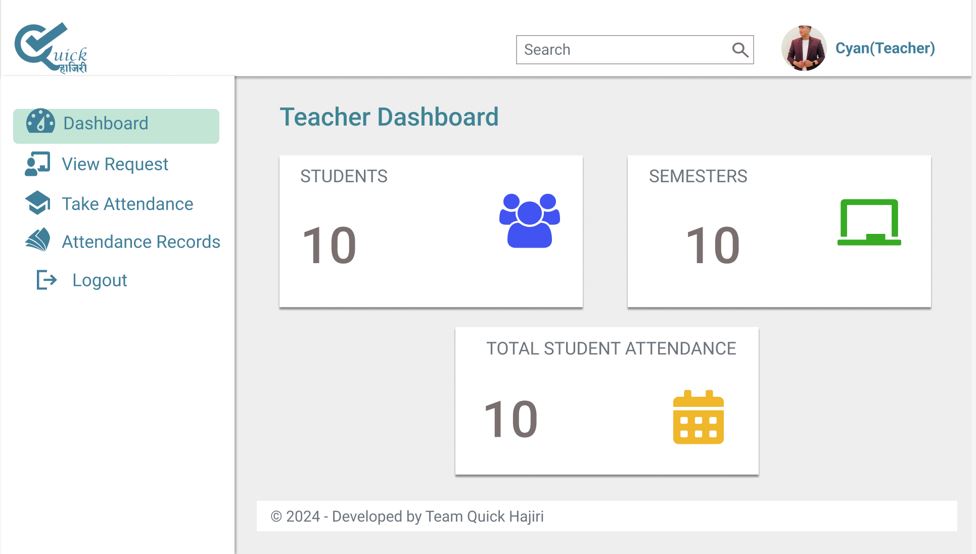 Quick
हाजिरी
Search
Cyan(Teacher)
Dashboard
View Request
Take Attendance
Attendance Records
Logout
Teacher Dashboard
STUDENTS
10
SEMESTERS
10
TOTAL STUDENT ATTENDANCE
10
© 2024 - Developed by Team Quick Hajiri